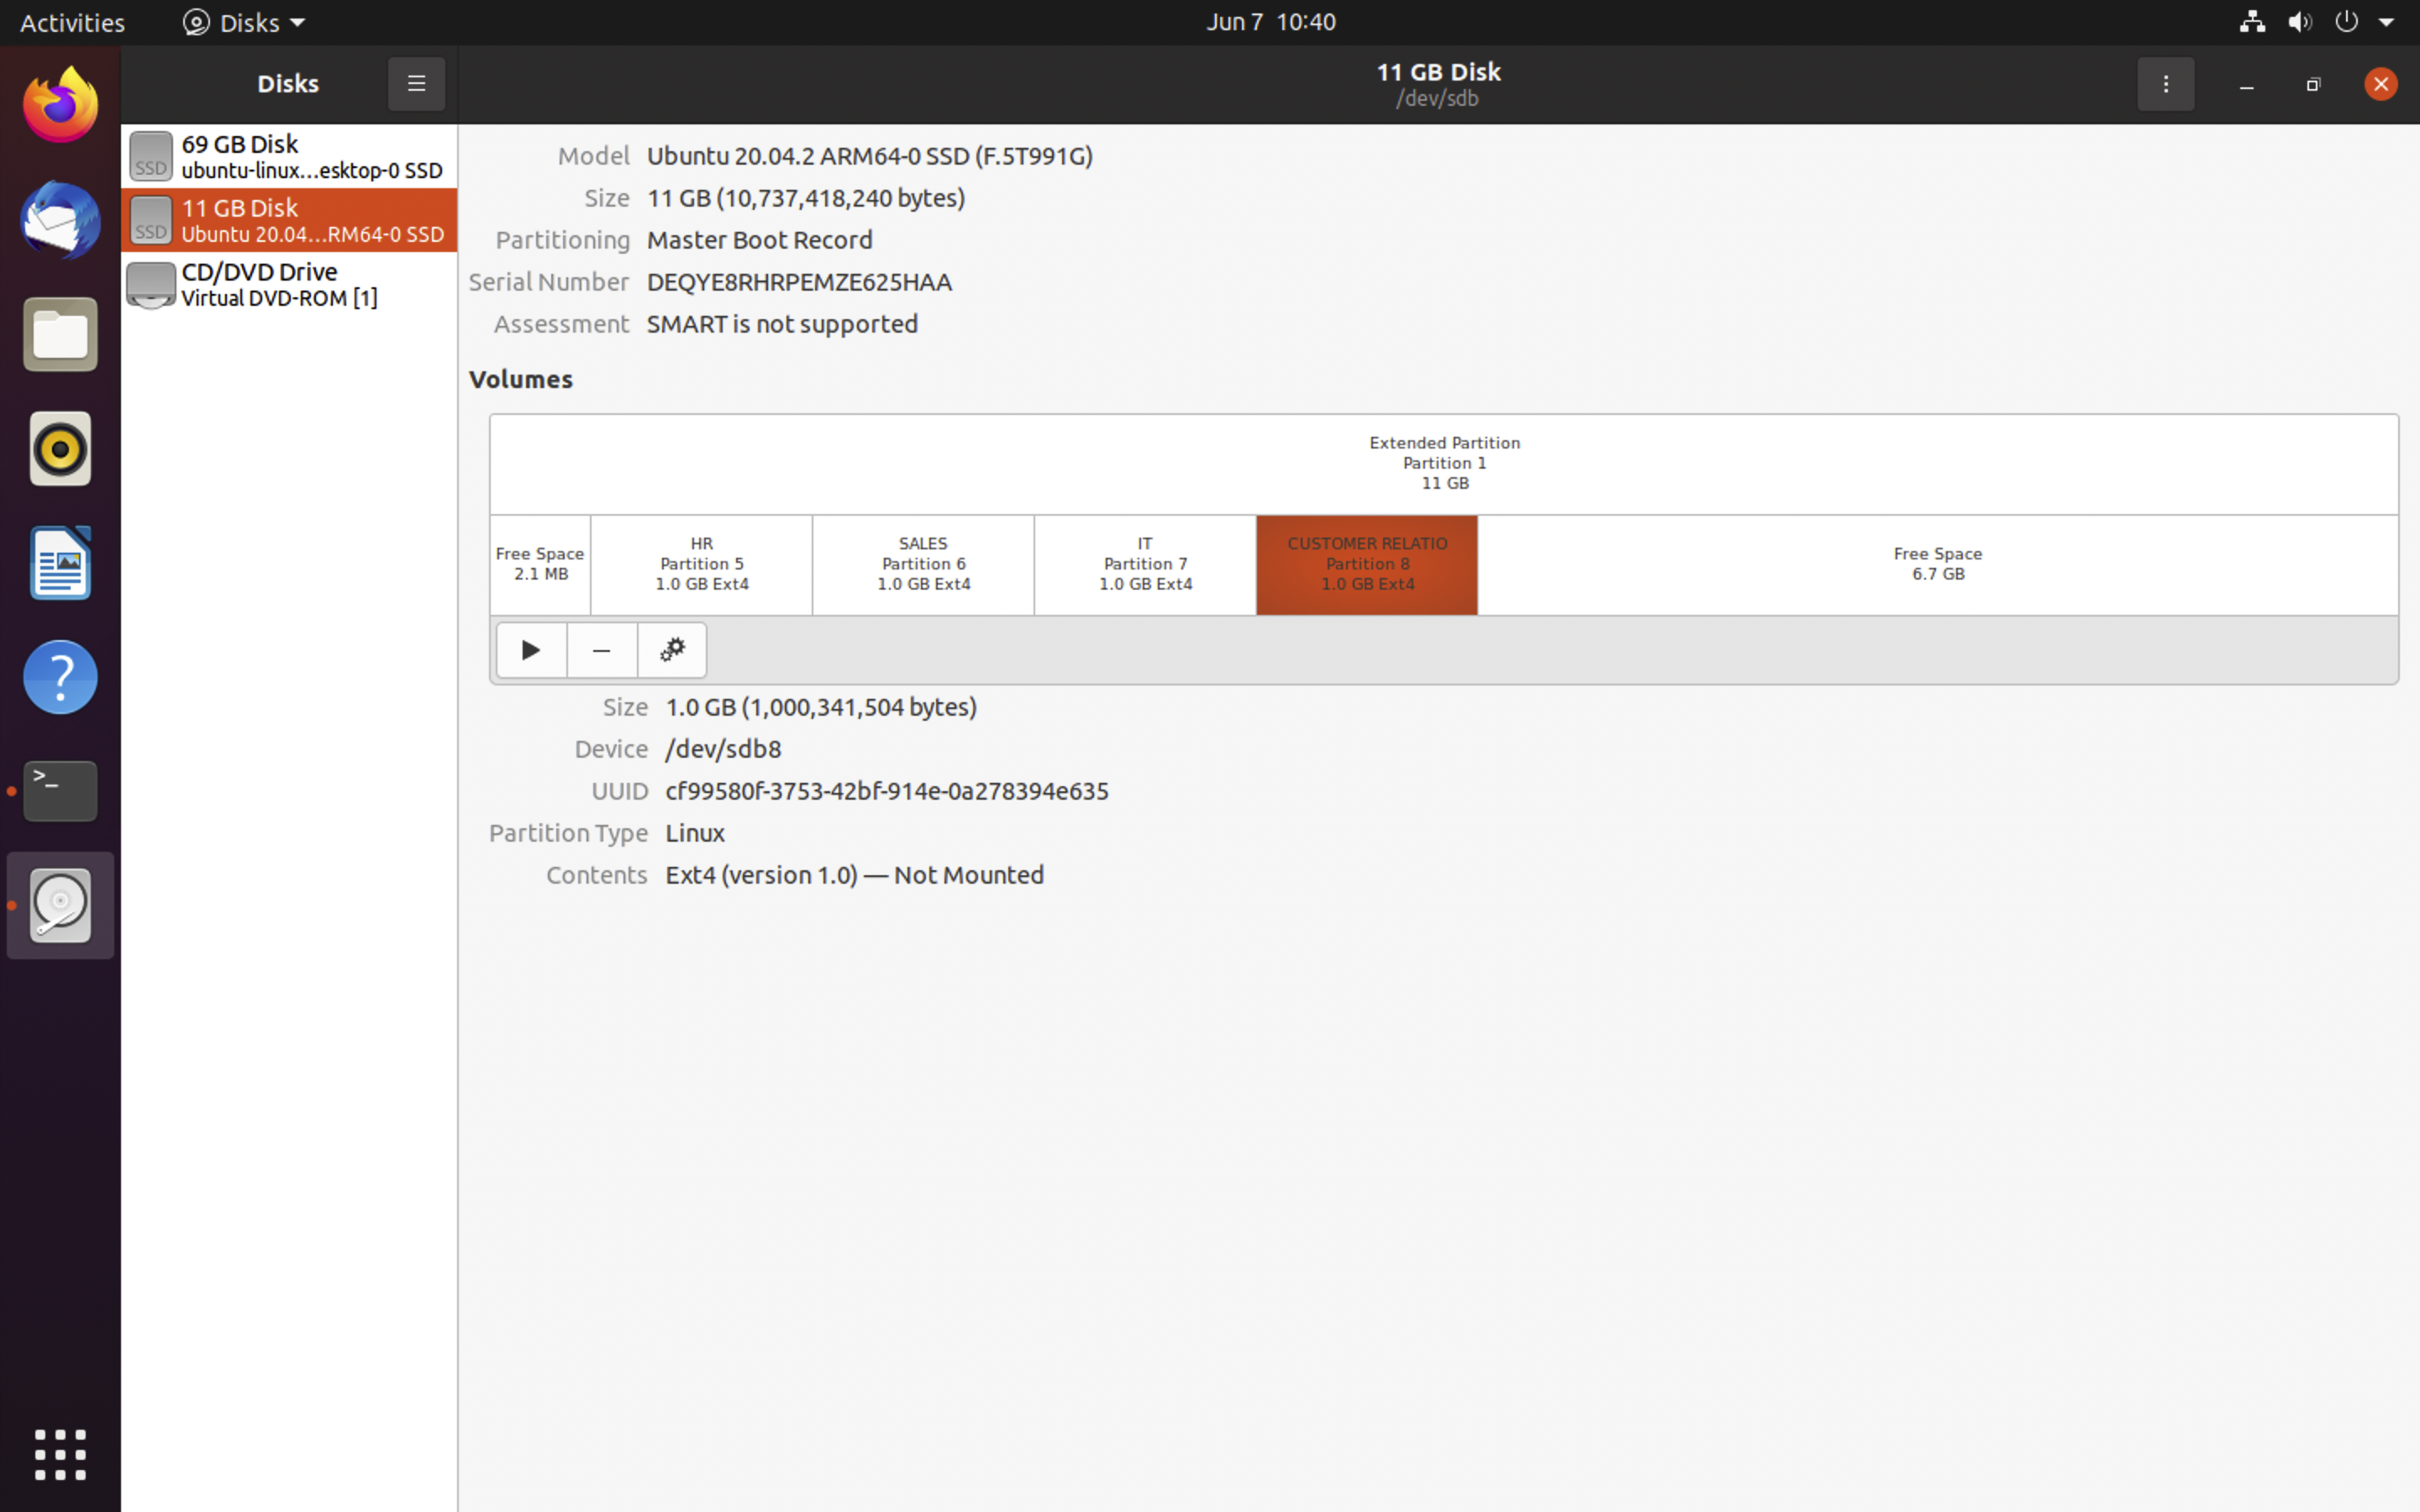 Activities
Disks
Jun 7 10:40
Disks
11 GB Disk
/dev/sdb
69 GB Disk
ubuntu-linux...esktop-0 SSD
SSD
11 GB Disk
Ubuntu 20.04...RM64-0 SSD
SSD
CD/DVD Drive
Virtual DVD-ROM [1]
Model Ubuntu 20.04.2 ARM64-0 SSD (F.5T991G)
Size 11 GB (10,737,418,240 bytes)
Partitioning Master Boot Record
Serial Number DEQYE8RHRPEMZE625HAA
Assessment SMART is not supported
Volumes
Extended Partition
Partition 1
11 GB
Free Space
2.1 MB
HR
Partition 5
1.0 GB Ext4
SALES
Partition 6
1.0 GB Ext4
IT
Partition 7
1.0 GB Ext4
CUSTOMER RELATIO
Partition 8
1.0 GB Ext4
Free Space
6.7 GB
Size 1.0 GB (1,000,341,504 bytes)
Device /dev/sdb8
UUID cf99580f-3753-42bf-914e-0a278394e635
Partition Type Linux
Contents Ext4 (version 1.0) — Not Mounted